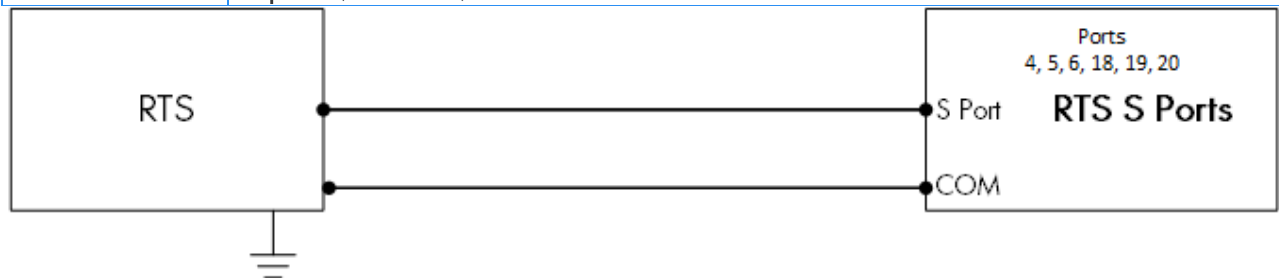 RTS
Ports
4, 5, 6, 18, 19, 20
S Port
RTS S Ports
COM